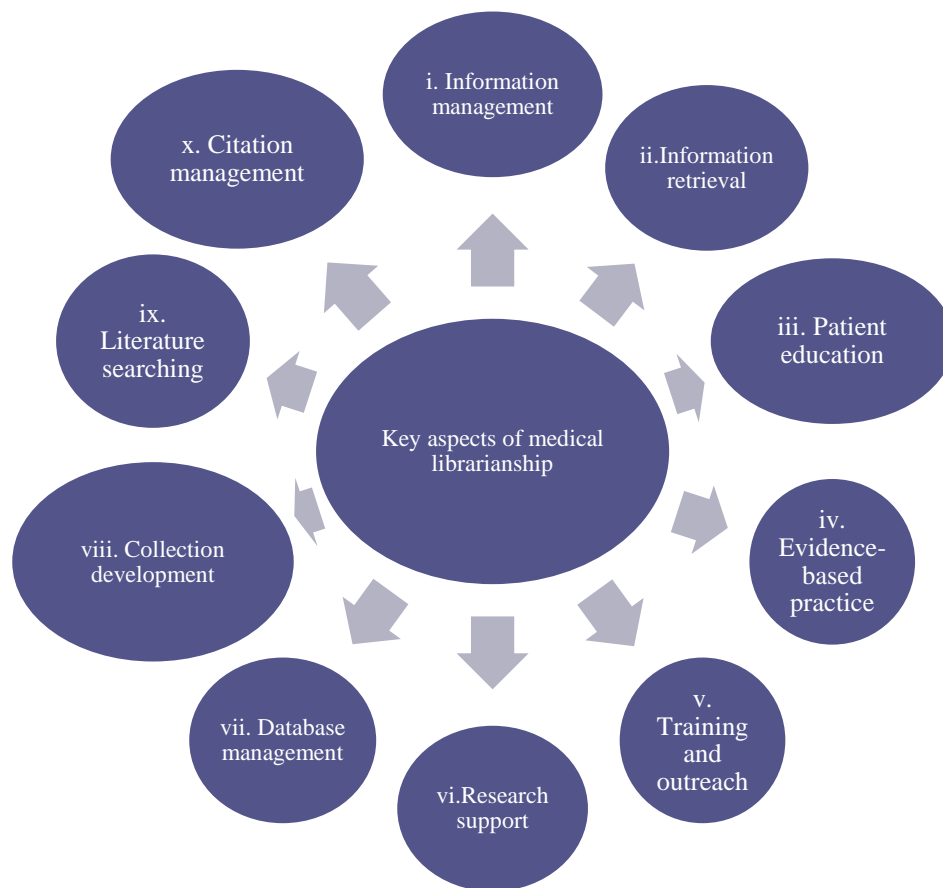 Key aspects of medical
librarianship
i. Information
management
ii.Information
retrieval
iii. Patient
education
iv.
Evidence-
based
practice
v.
Training
and
outreach
vi.Research
support
vii. Database
management
viii. Collection
development
ix.
Literature
searching
x. Citation
management